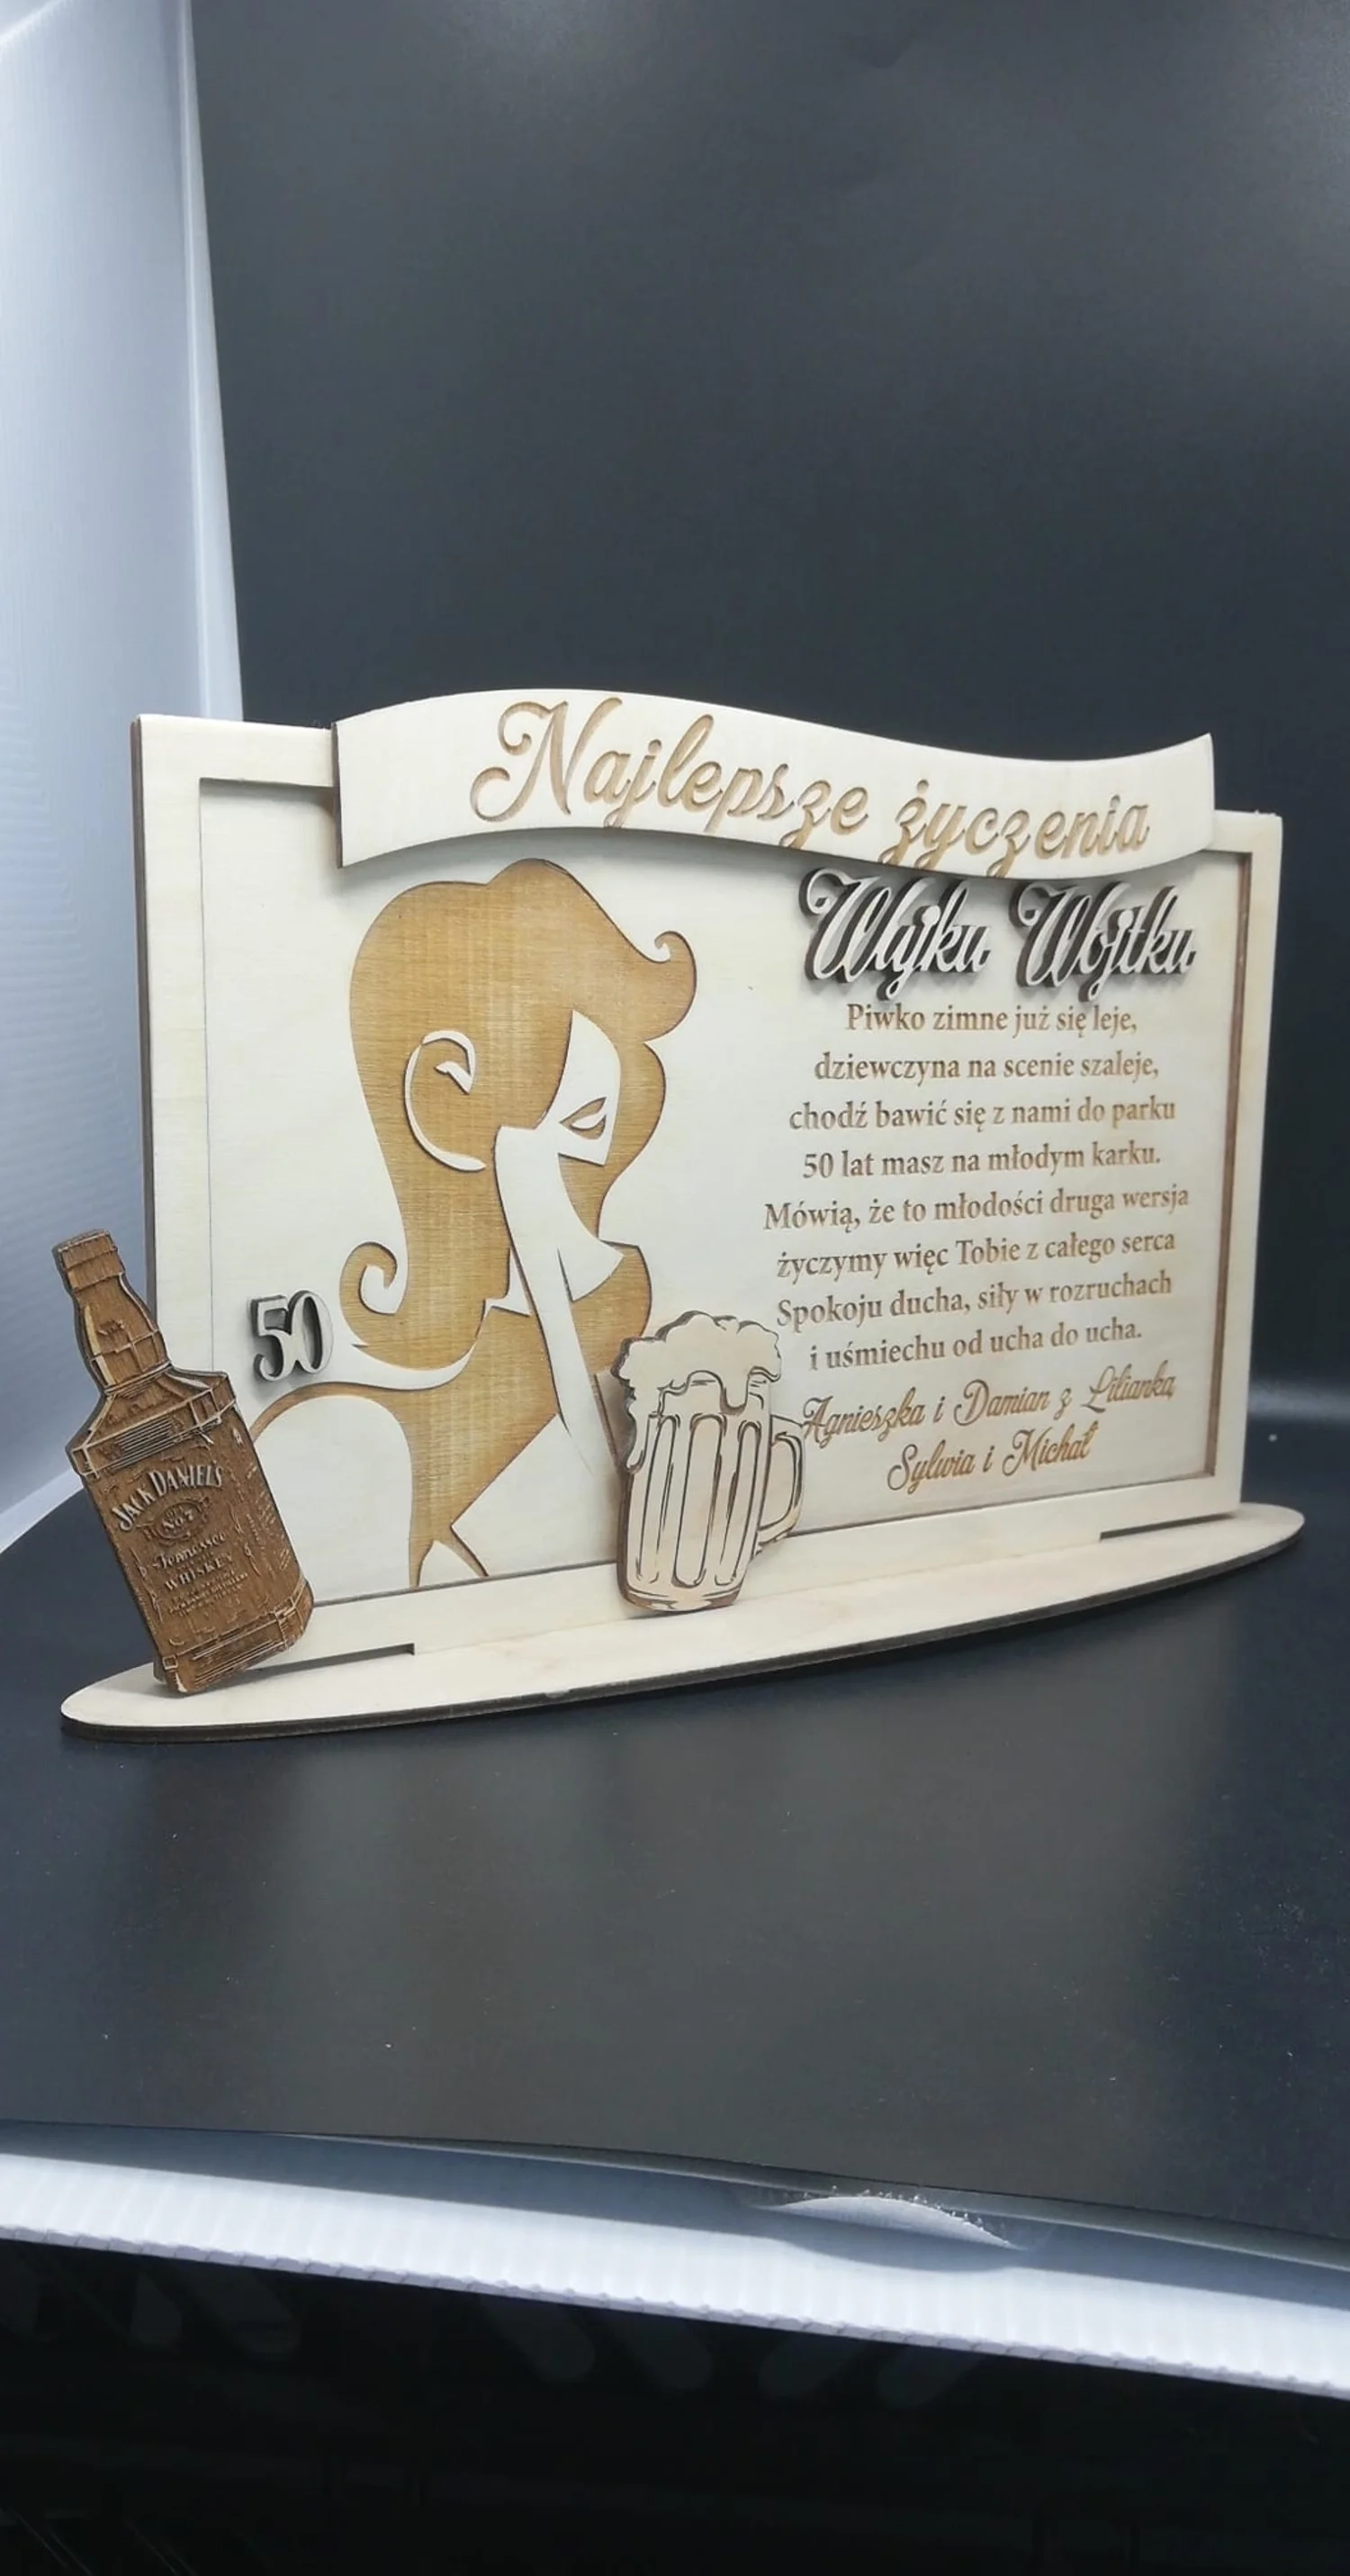 Najlepsze życzenia
Wujku Wojtku
Piwko zimne już się leje,
dziewczyna na scenie szaleje,
chodź bawić się z nami do parku
50 lat masz na młodym karku.
Mówią, że to młodości druga wersja
życzymy więc Tobie z całego serca
Spokoju ducha, siły w rozruchach
i uśmiechu od ucha do ucha.
Agnieszka i Damian z Lilianką
Sylwia i Michał
50
JACK DANIEL'S
No. 7
Tennessee
WHISKEY